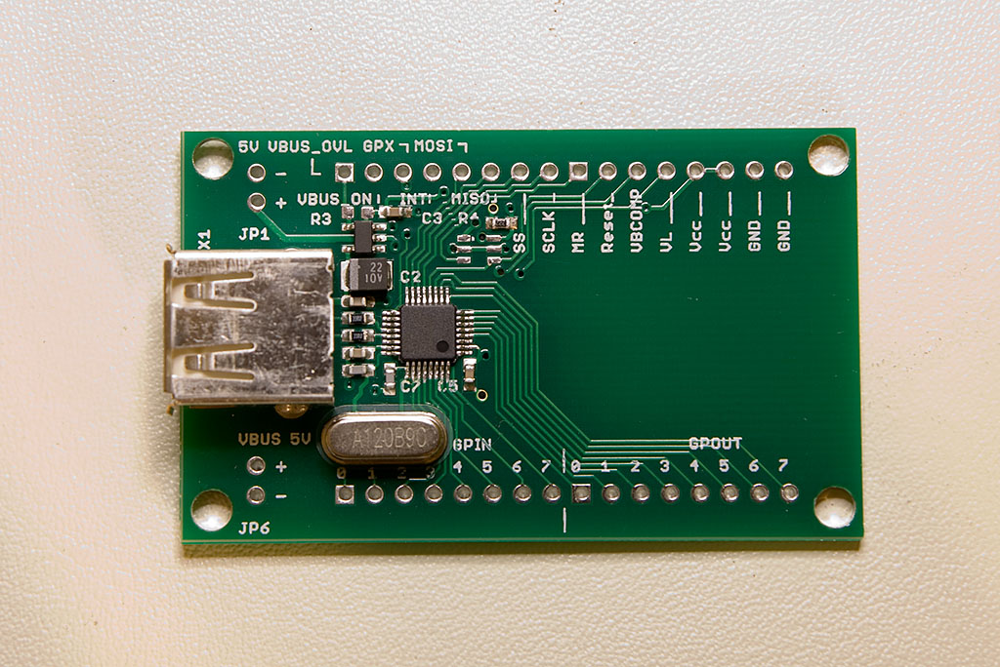 5V VBUS_OVL GPX MOSI
- L
+ VBUS_ON INT MISO
R3 C3 R4
SS SCLK MR Reset VBCOMP VL Vcc Vcc GND GND
X1 JP1
22
10V
C2
C7 C5
A120B9C
VBUS 5V GPIN GPOUT
+ 0 1 2 3 4 5 6 7 0 1 2 3 4 5 6 7
-
JP6